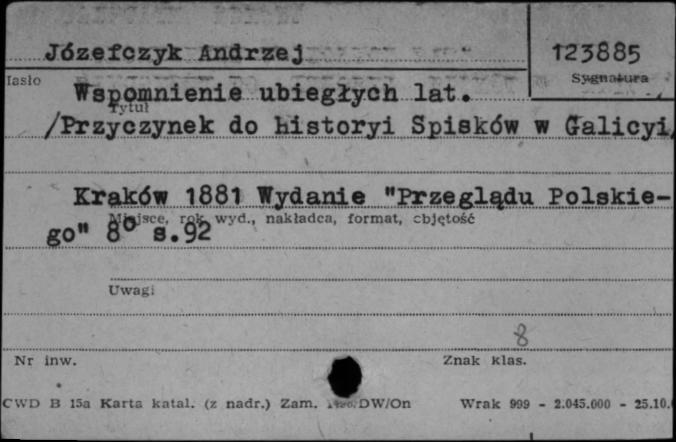 Józefczyk Andrzej
123885
Hasło
Sygnatura
Wspomnienie ubiegłych lat.
Tytuł
/Przyczynek do historyi Spisków w Galicyi/
Kraków 1881 Wydanie "Przeglądu Polskie-
Miejsce, rok wyd., nakładca, format, objętość
go" 8° s.92
Uwagi
8
Nr inw.
Znak klas.
CWD B 15a Karta katal. (z nadr.) Zam. DW/On Wrak 999 - 2.045.000 - 25.10.